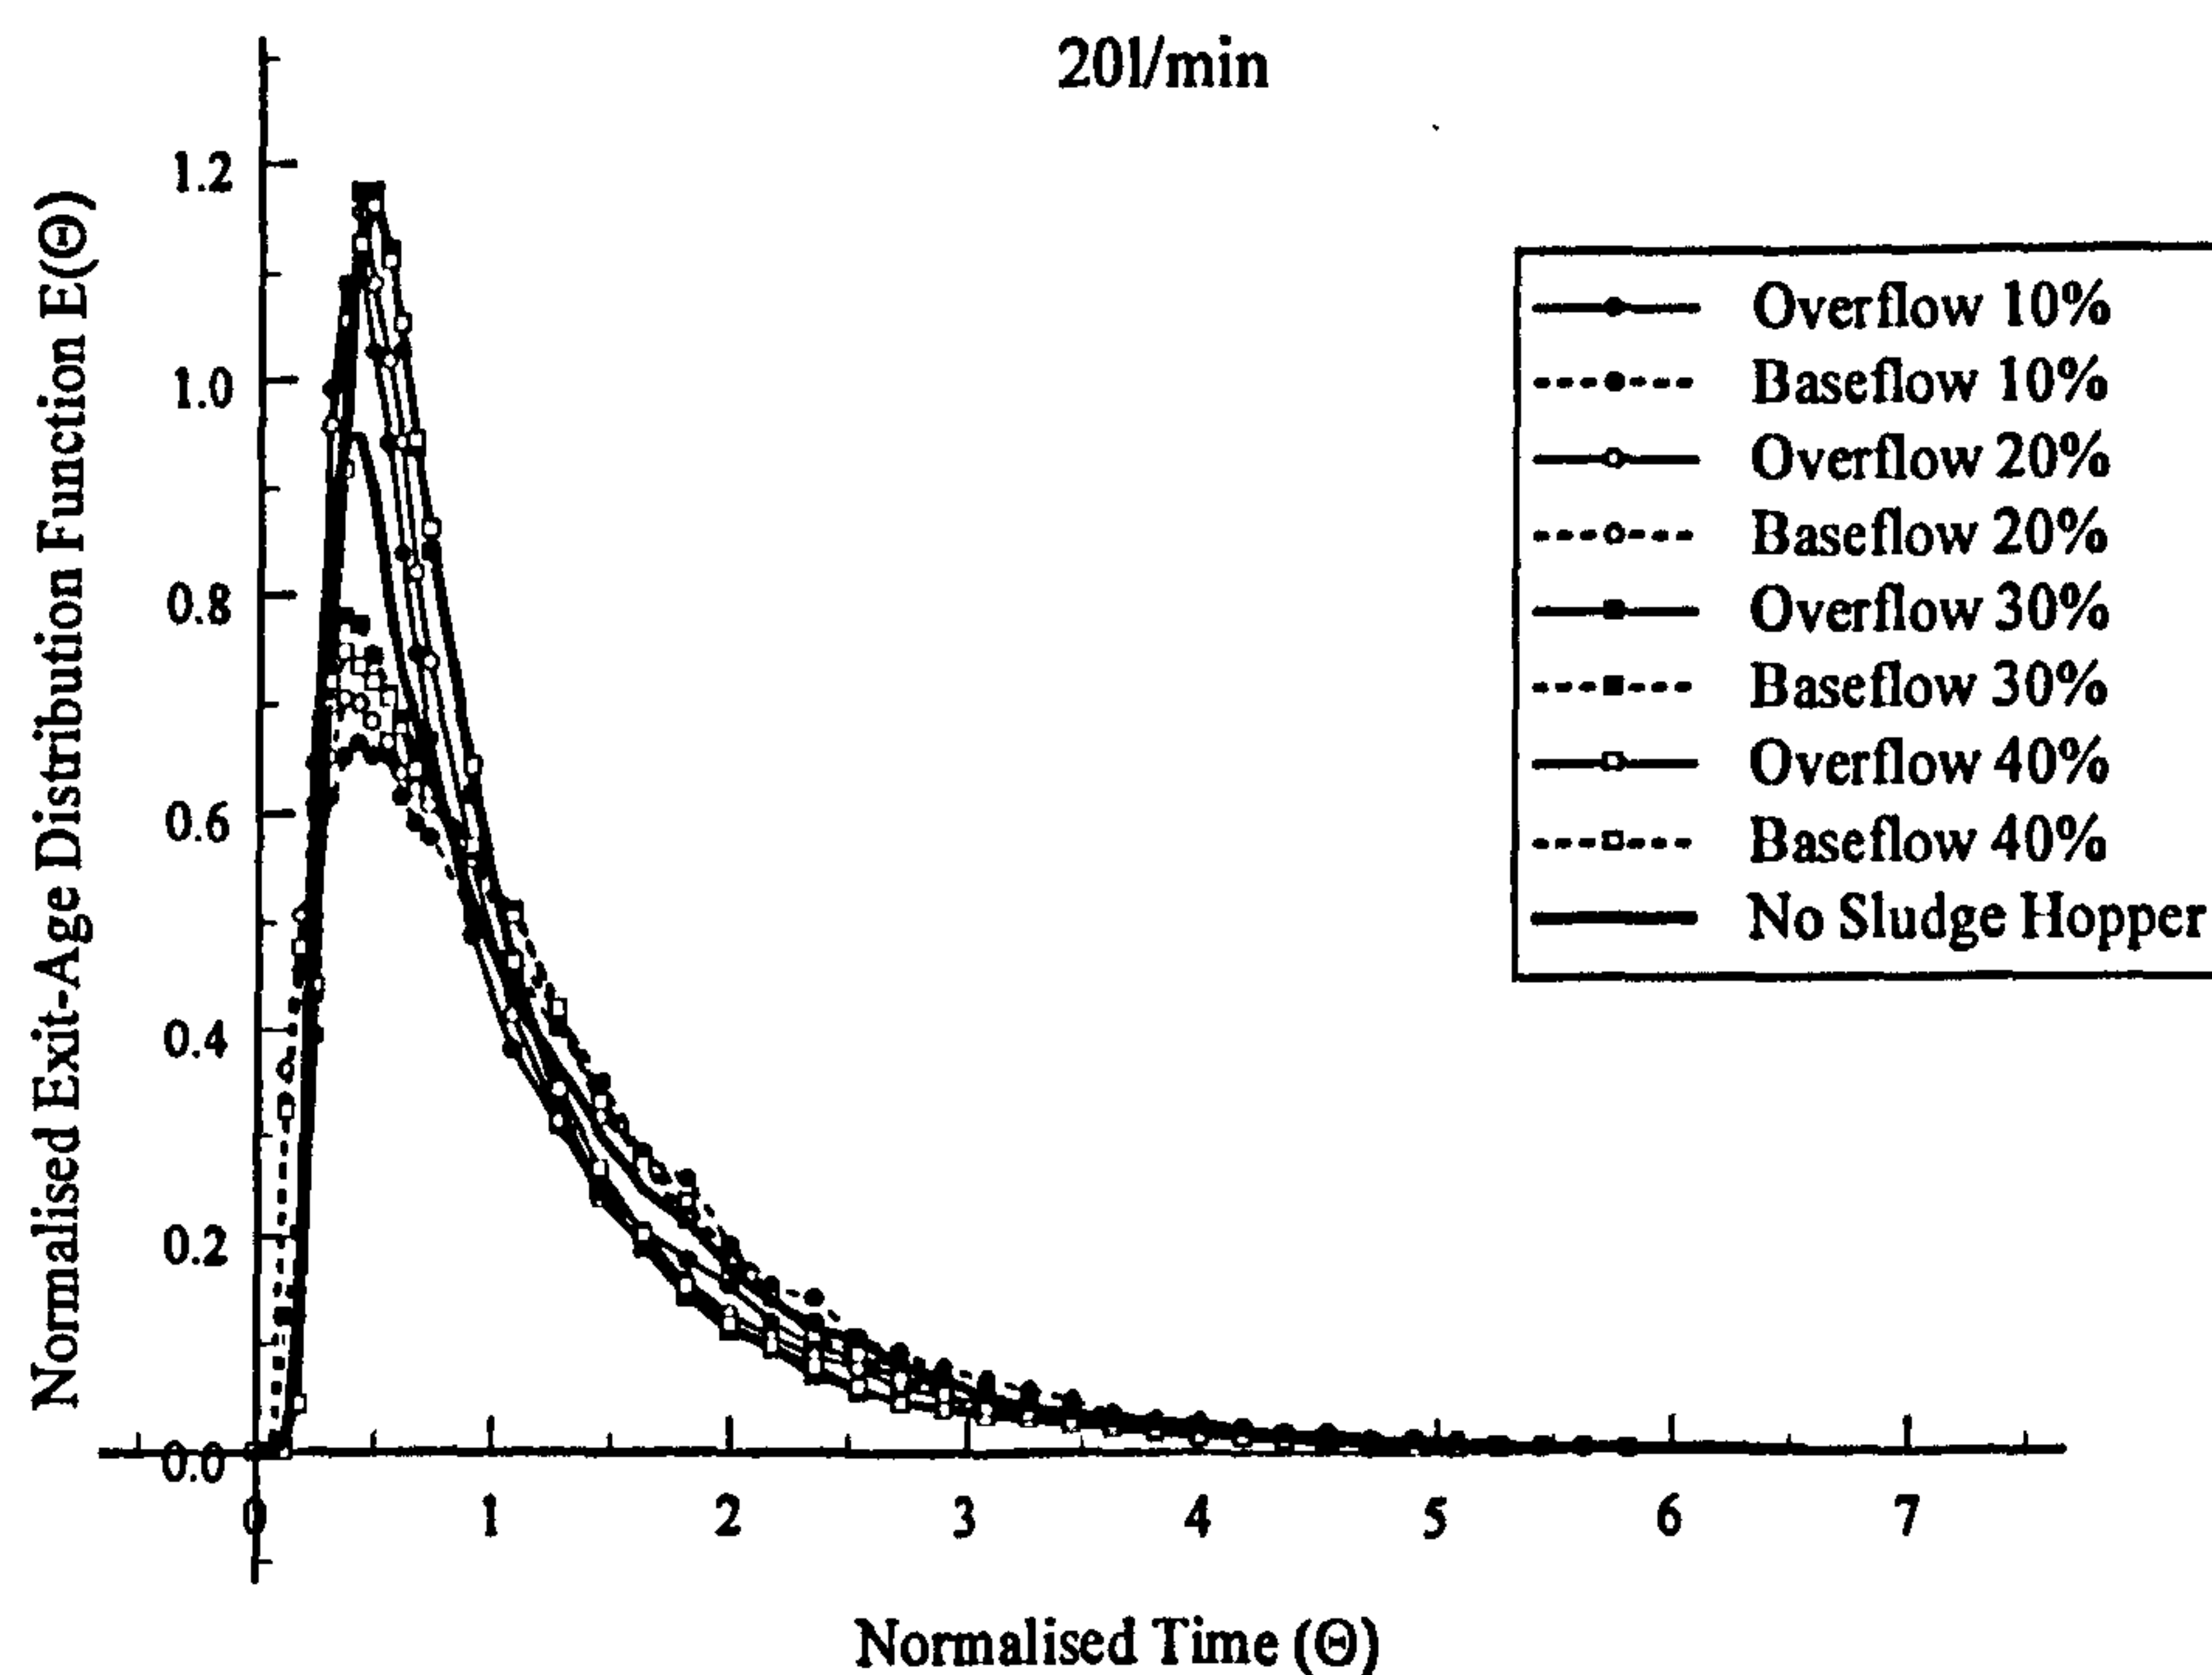 20l/min
Normalised Exit-Age Distribution Function E(Θ)
1.2
1.0
0.8
0.6
0.4
0.2
0.0
0 1 2 3 4 5 6 7
Normalised Time (Θ)
Overflow 10%
Baseflow 10%
Overflow 20%
Baseflow 20%
Overflow 30%
Baseflow 30%
Overflow 40%
Baseflow 40%
No Sludge Hopper